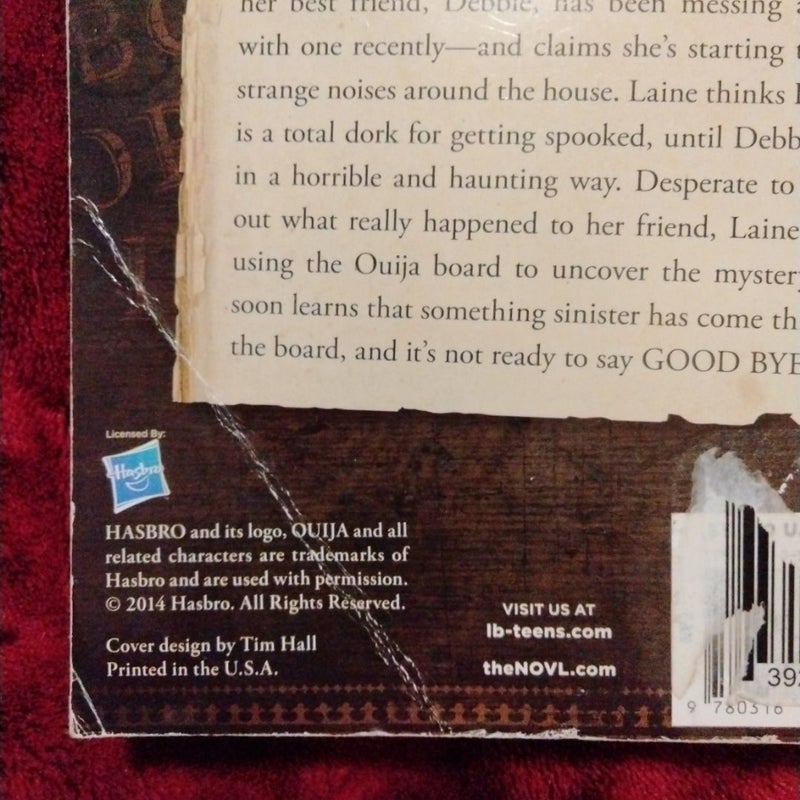 her best friend, Debbie, has been messing
with one recently—and claims she's starting
strange noises around the house. Laine thinks
is a total dork for getting spooked, until Debb
in a horrible and haunting way. Desperate to
out what really happened to her friend, Laine
using the Ouija board to uncover the mystery
soon learns that something sinister has come th
the board, and it's not ready to say GOOD BYE
Licensed By:
Hasbro
HASBRO and its logo, OUIJA and all
related characters are trademarks of
Hasbro and are used with permission.
© 2014 Hasbro. All Rights Reserved.
Cover design by Tim Hall
Printed in the U.S.A.
VISIT US AT
lb-teens.com
theNOVL.com
392
9 780316